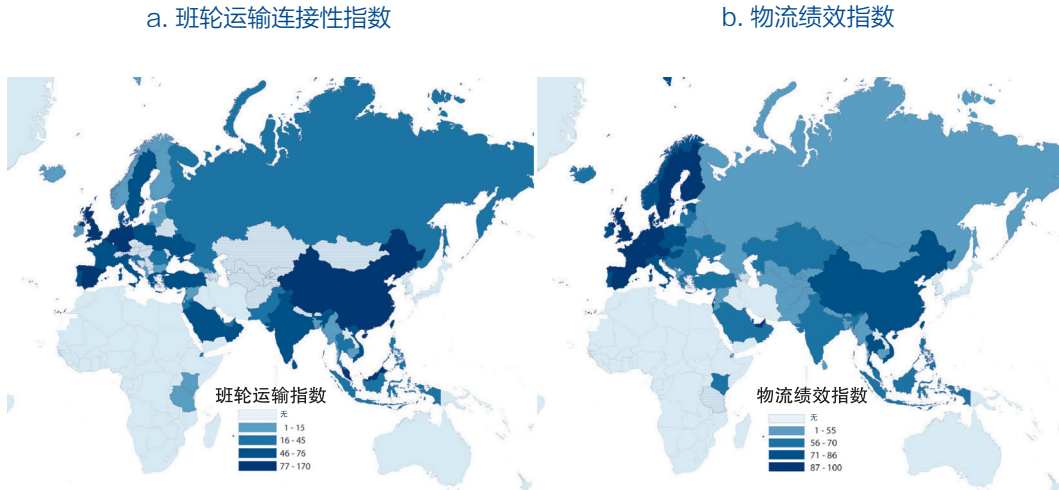 a. 班轮运输连接性指数
b. 物流绩效指数
班轮运输指数
无
1 - 15
16 - 45
46 - 76
77 - 170
物流绩效指数
无
1 - 55
56 - 70
71 - 86
87 - 100